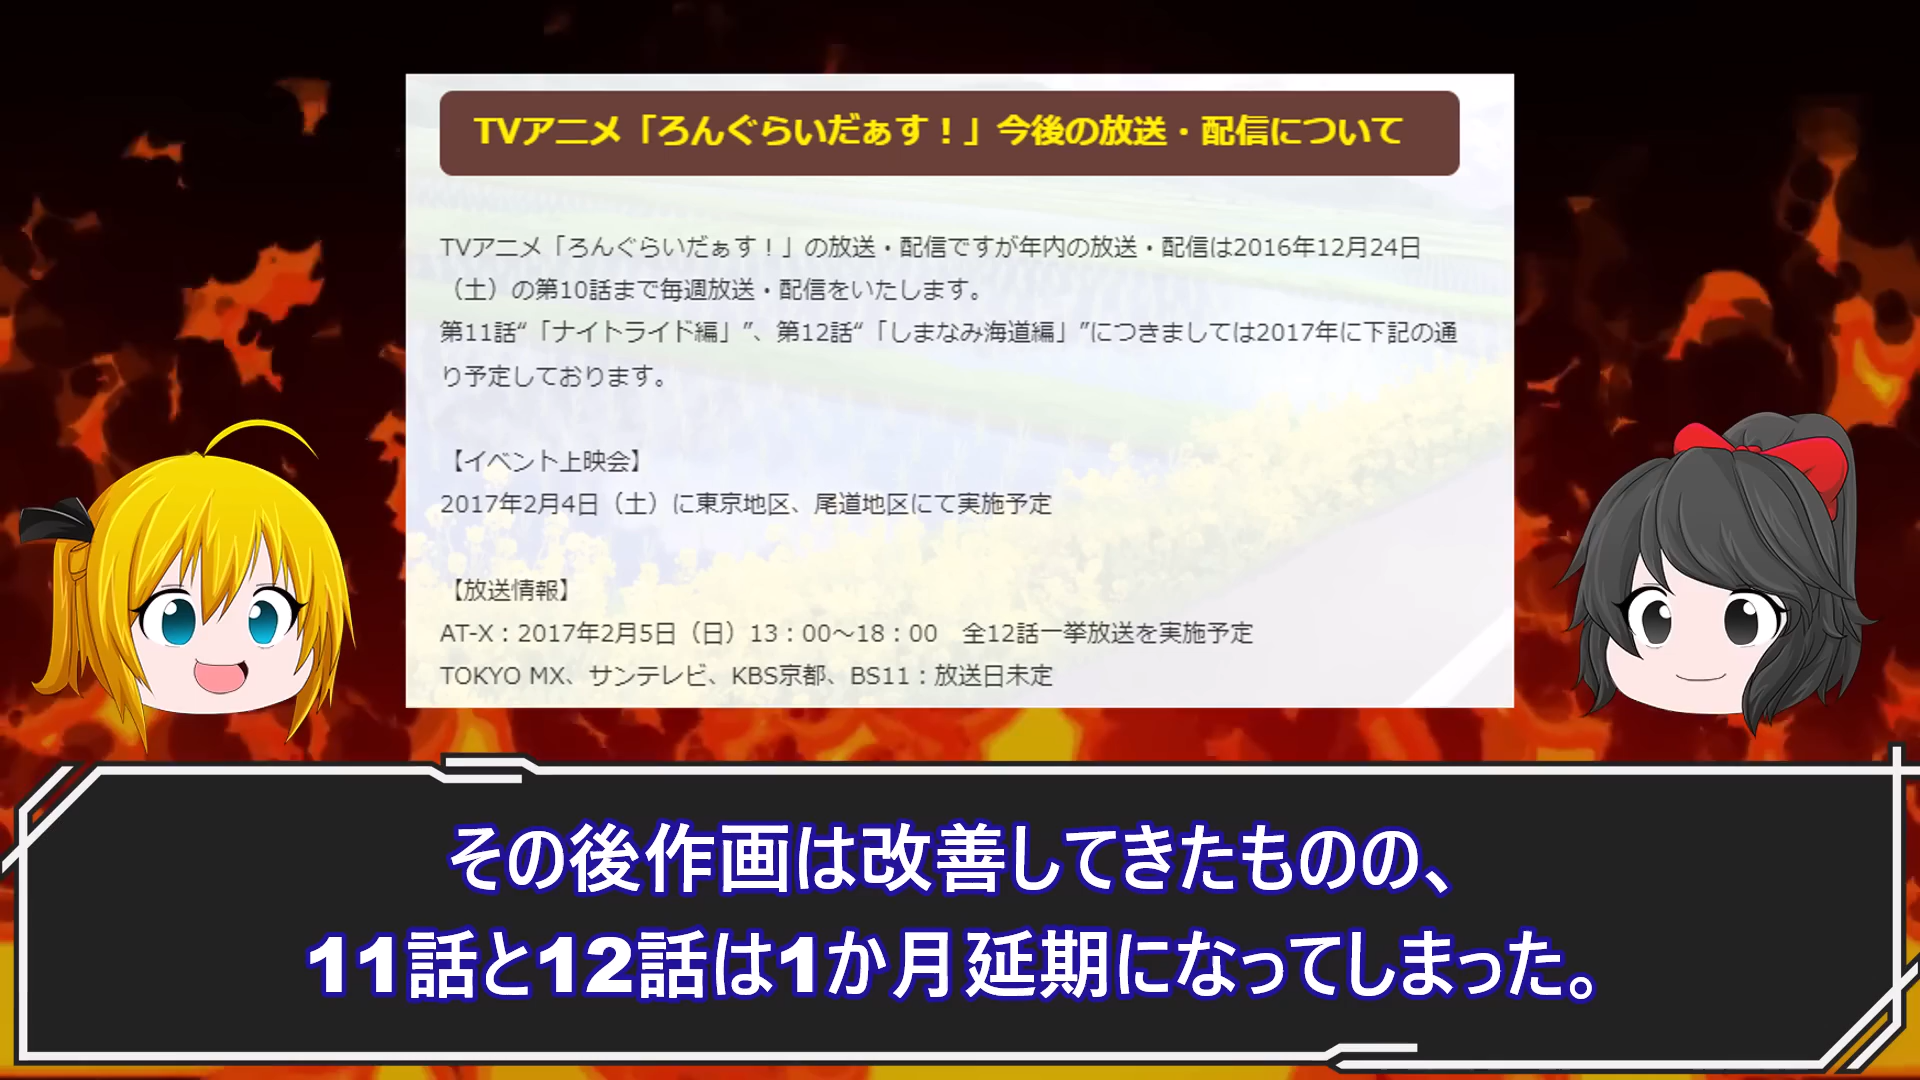 TVアニメ「ろんぐらいだぁす！」今後の放送・配信について
TVアニメ「ろんぐらいだぁす！」の放送・配信ですが年内の放送・配信は2016年12月24日
（土）の第10話まで毎週放送・配信をいたします。
第11話“「ナイトライド編」”、第12話“「しまなみ海道編」”につきましては2017年に下記の通
り予定しております。
【イベント上映会】
2017年2月4日（土）に東京地区、尾道地区にて実施予定
【放送情報】
AT-X：2017年2月5日（日）13：00～18：00　全12話一挙放送を実施予定
TOKYO MX、サンテレビ、KBS京都、BS11：放送日未定
その後作画は改善してきたものの、
11話と12話は1か月延期になってしまった。